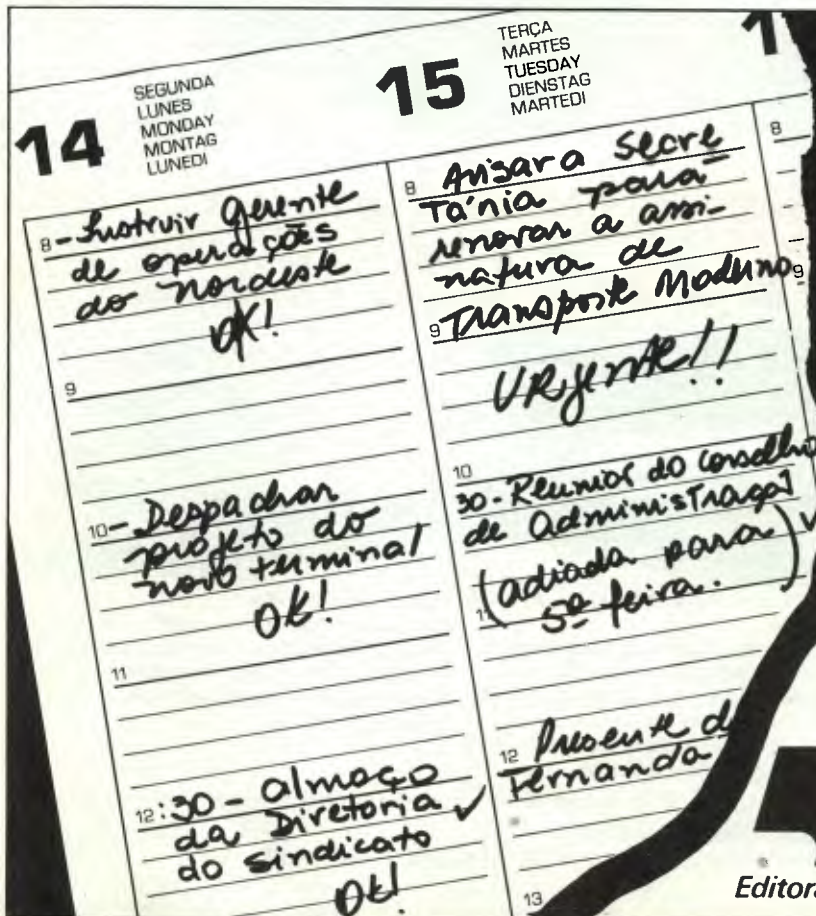 14
SEGUNDA
LUNES
MONDAY
MONTAG
LUNEDI
8 - Instruir gerente
de operações
do nordeste
OK!
9
10 - Despachar
projeto do
novo terminal
OK!
11
12:30 - almoço
da Diretoria ✓
do sindicato
OK!
15
TERÇA
MARTES
TUESDAY
DIENSTAG
MARTEDI
8 Avisar a secre
tária para
renovar a assi-
natura de
9 Transporte Moderno
URgente!!
10
30 - Reunião do conselho
de Administração
(adiada para) ✓
11 5ª feira.
12 Presente d
Fernanda
13
1
8
9
Editora